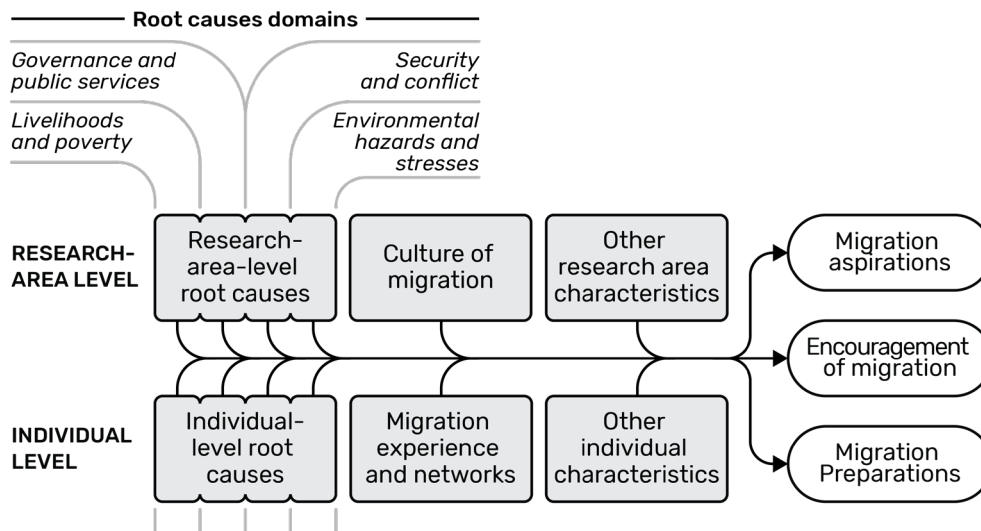 Root causes domains
Governance and
public services
Security
and conflict
Livelihoods
and poverty
Environmental
hazards and
stresses
RESEARCH-
AREA LEVEL
Research-
area-level
root causes
Culture of
migration
Other
research area
characteristics
Migration
aspirations
Encouragement
of migration
INDIVIDUAL
LEVEL
Individual-
level root
causes
Migration
experience
and networks
Other
individual
characteristics
Migration
Preparations